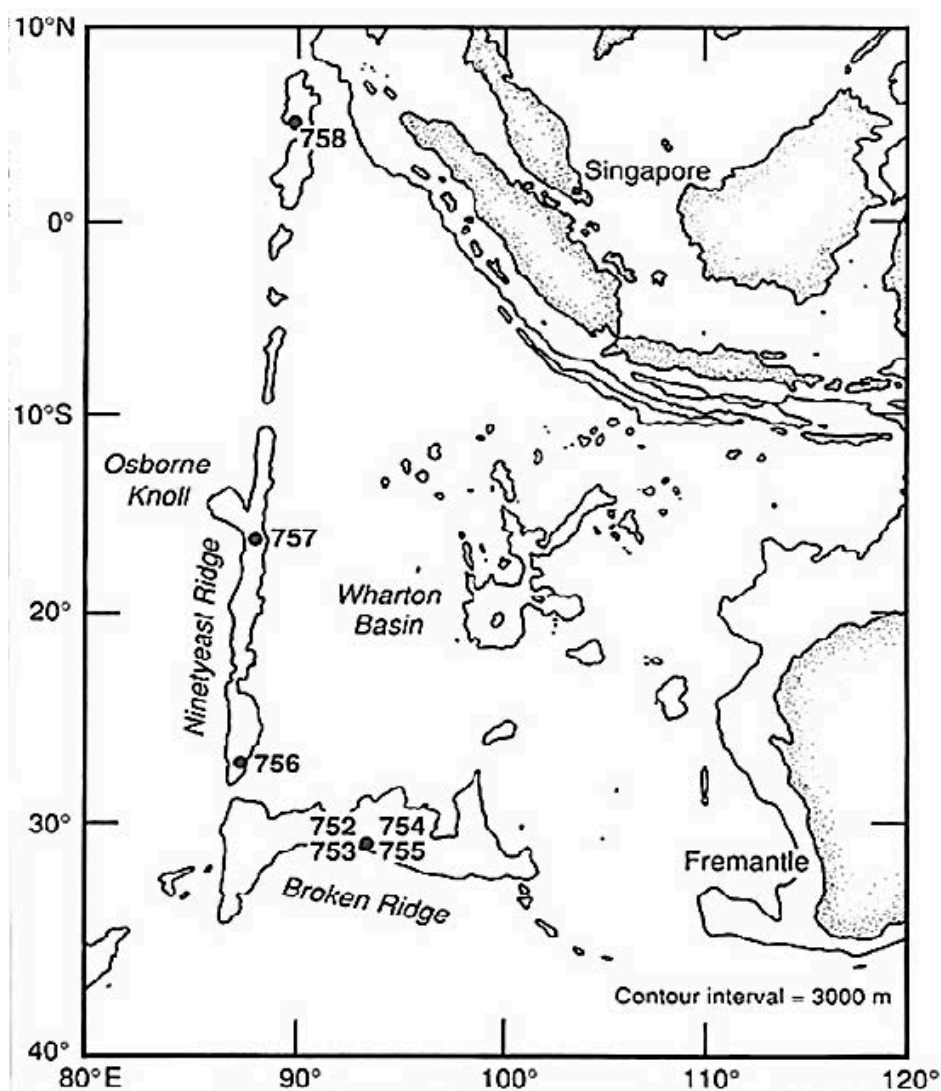 10°N
758
Singapore
0°
10°S
Osborne
Knoll
757
Ninetyeast Ridge
Wharton
Basin
20°
756
30°
752 754
753 755
Fremantle
Broken Ridge
Contour interval = 3000 m
40°
80°E 90° 100° 110° 120°